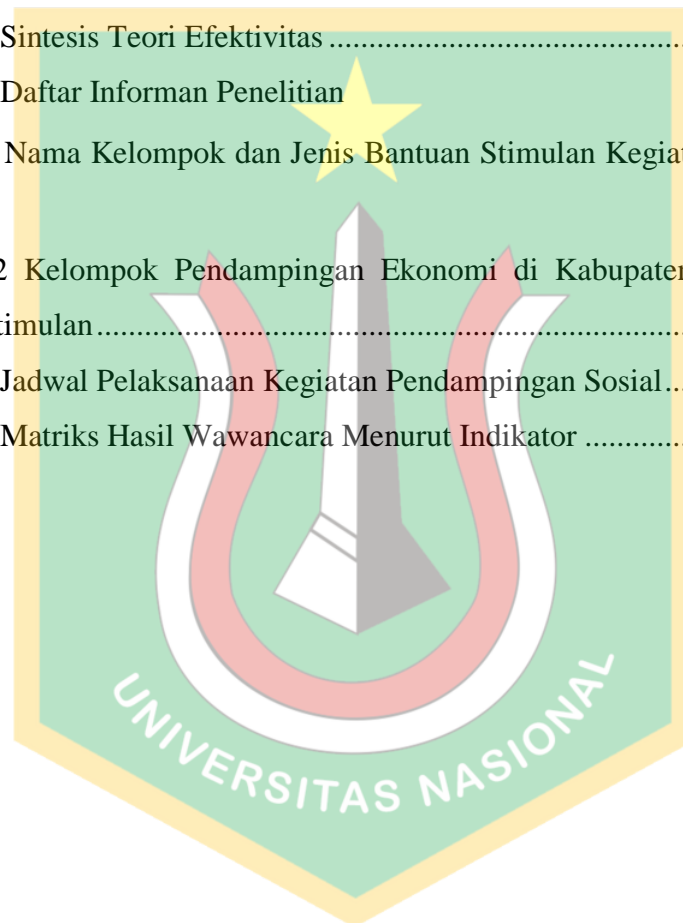 Sintesis Teori Efektivitas ..........................................
Daftar Informan Penelitian
Nama Kelompok dan Jenis Bantuan Stimulan
2 Kelompok Pendampingan Ekonomi di Kabupaten
timulan ..........................................................................
Jadwal Pelaksanaan Kegiatan Pendampingan Sosial ...
Matriks Hasil Wawancara Menurut Indikator .............
UNIVERSITAS NASIONAL